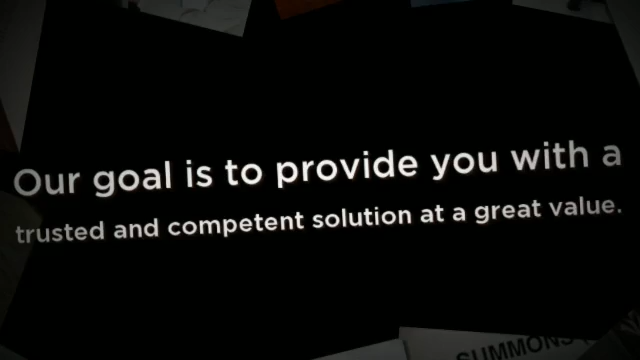 Our goal is to provide you with a
trusted and competent solution at a great value.
SUMMONS